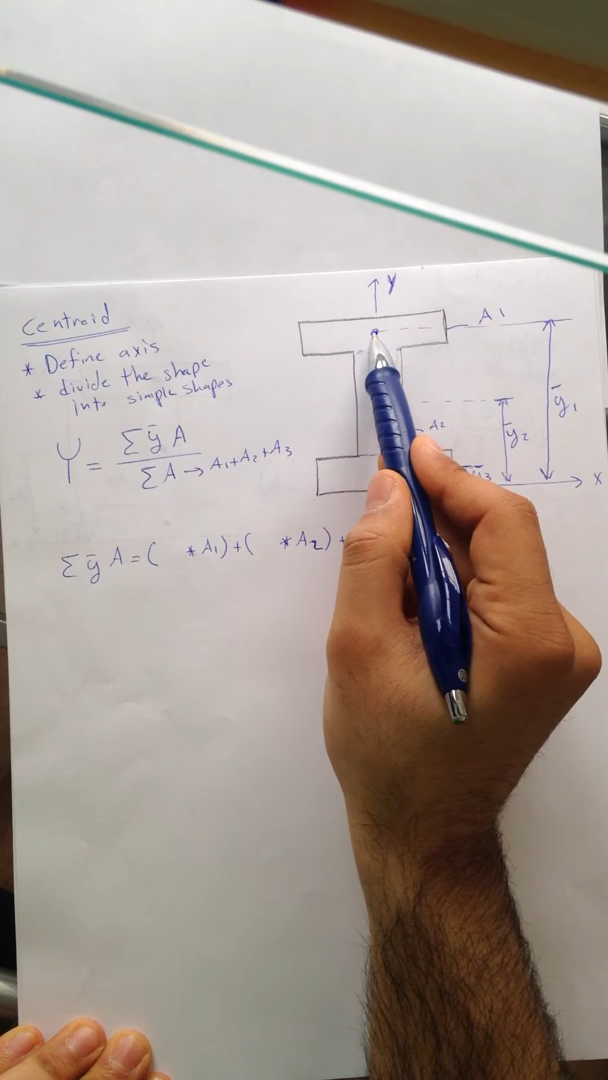 Centroid
* Define axis
* divide the shape
into simple shapes
Y = Σȳ A
ΣA → A₁+A₂+A₃
Σ ȳ A = ( *A₁) + ( *A₂) +
y
A1
A2
ȳ₂
ȳ₁
x